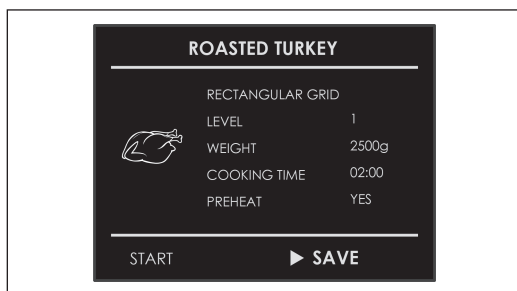 ROASTED TURKEY
RECTANGULAR GRID
LEVEL 1
WEIGHT 2500g
COOKING TIME 02:00
PREHEAT YES
START ▶ SAVE